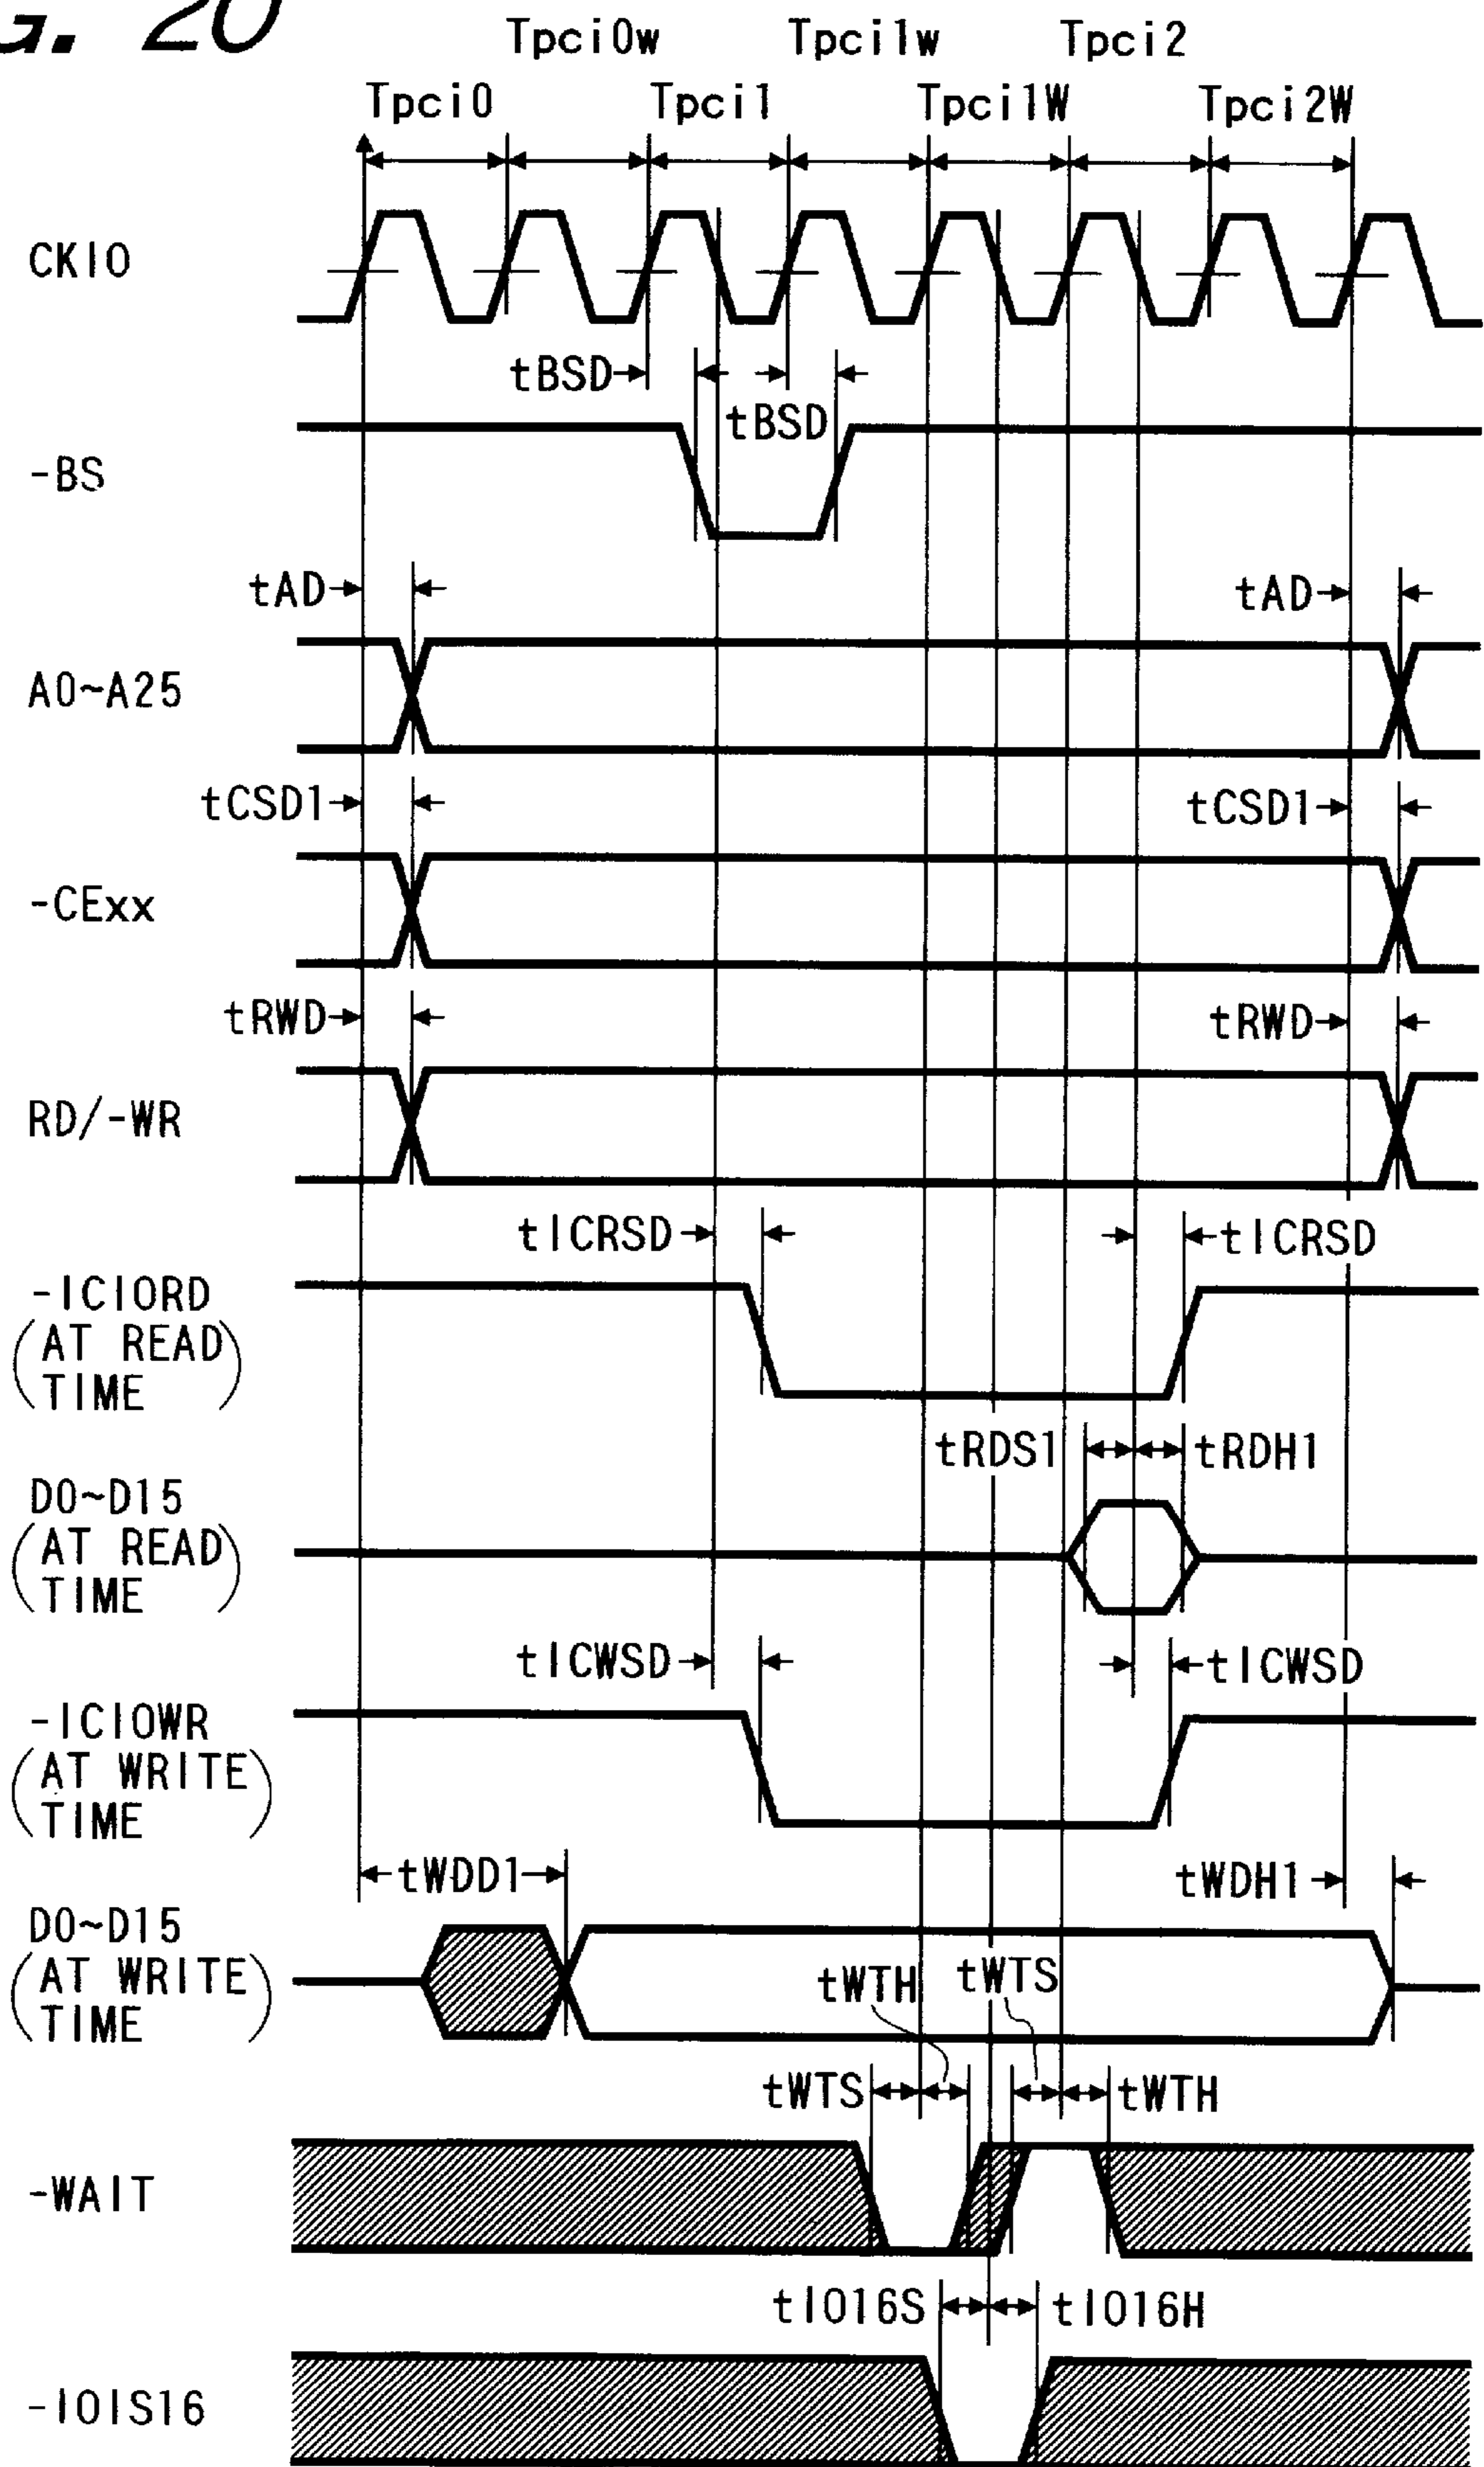 G. 20
Tpci0w Tpci1w Tpci2
Tpci0 Tpci1 Tpci1W Tpci2W
CKIO
tBSD
tBSD
-BS
tAD tAD
A0~A25
tCSD1 tCSD1
-CExx
tRWD tRWD
RD/-WR
tICRSD tICRSD
-ICIORD
(AT READ
TIME)
tRDS1 tRDH1
D0~D15
(AT READ
TIME)
tICWSD tICWSD
-ICIOWR
(AT WRITE
TIME)
tWDD1 tWDH1
D0~D15
(AT WRITE
TIME)
tWTH tWTS
tWTS tWTH
-WAIT
tIO16S tIO16H
-IOIS16